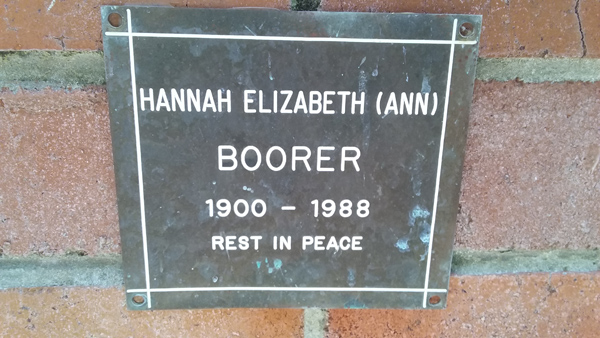 HANNAH ELIZABETH (ANN)
BOORER
1900 - 1988
REST IN PEACE